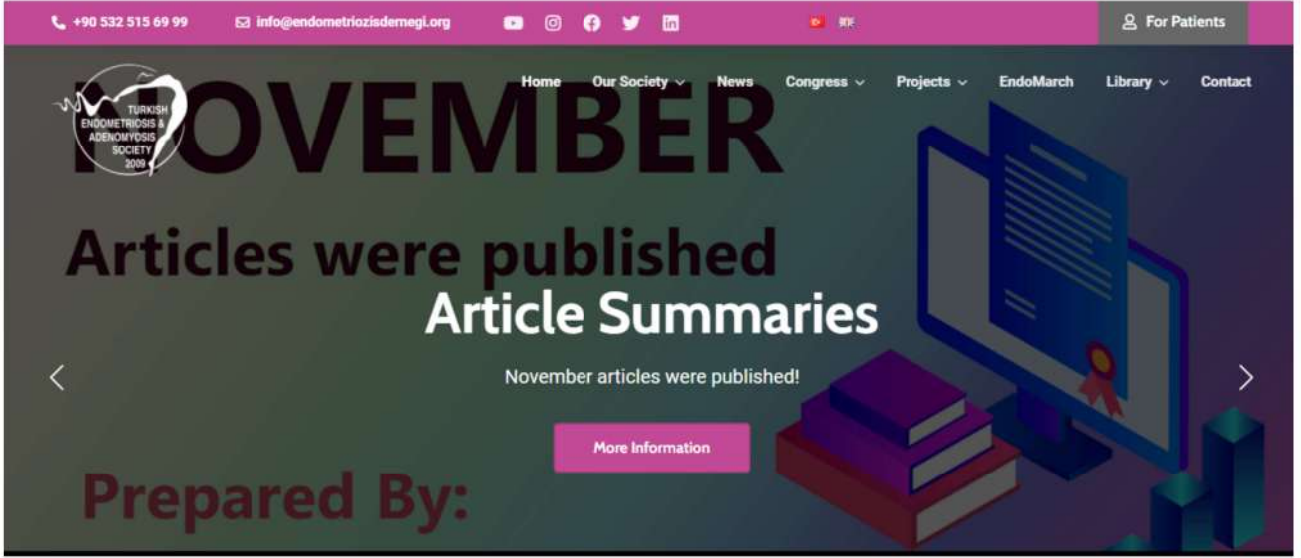 +90 532 515 69 99 info@endometriozisdernegi.org For Patients
Home Our Society News Congress Projects EndoMarch Library Contact
TURKISH
ENDOMETRIOSIS &
ADENOMYOSIS
SOCIETY
2009
NOVEMBER
Articles were published
Article Summaries
November articles were published!
More Information
Prepared By: